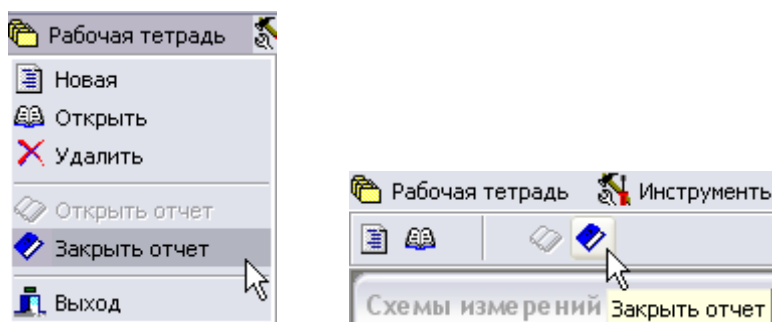 Рабочая тетрадь
Новая
Открыть
Удалить
Открыть отчет
Закрыть отчет
Выход
Рабочая тетрадь Инструменты
Схемы измерений
Закрыть отчет